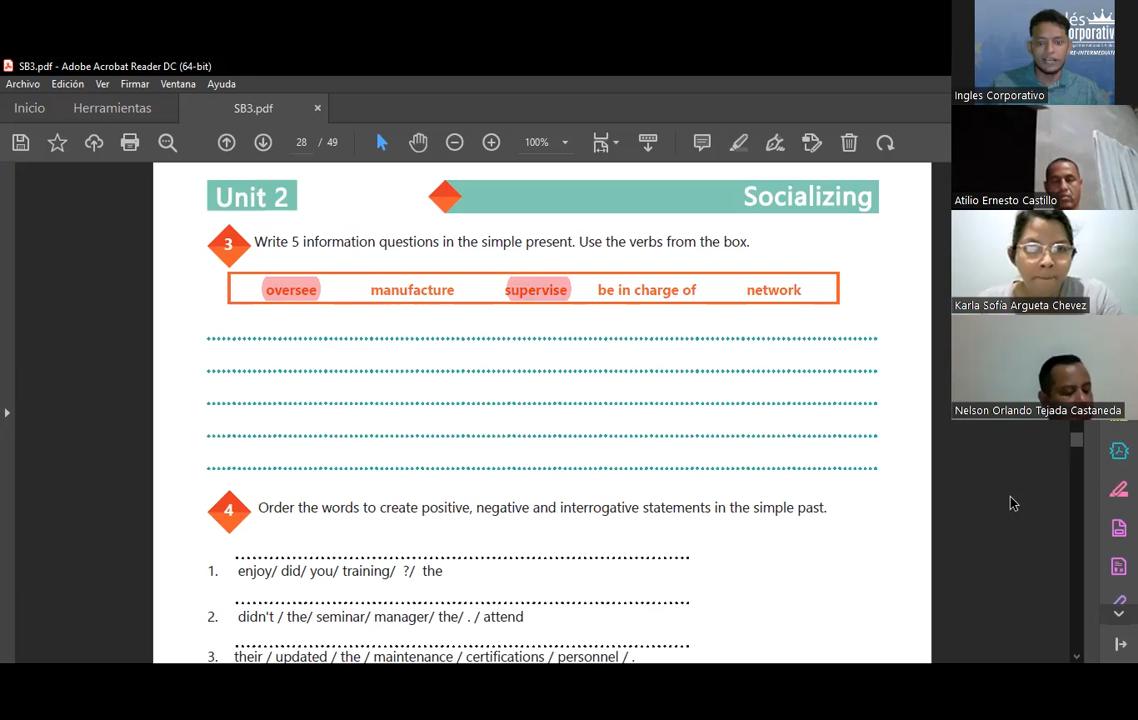 SB3.pdf - Adobe Acrobat Reader DC (64-bit)
Archivo Edición Ver Firmar Ventana Ayuda
Inicio Herramientas SB3.pdf ×
28 / 49 100%
Unit 2 Socializing
3 Write 5 information questions in the simple present. Use the verbs from the box.
oversee manufacture supervise be in charge of network
4 Order the words to create positive, negative and interrogative statements in the simple past.
1. enjoy/ did/ you/ training/ ?/ the
2. didn't / the/ seminar/ manager/ the/ . / attend
3. their / updated / the / maintenance / certifications / personnel / .
Ingles Corporativo
Atilio Ernesto Castillo
Karla Sofía Argueta Chevez
Nelson Orlando Tejada Castaneda